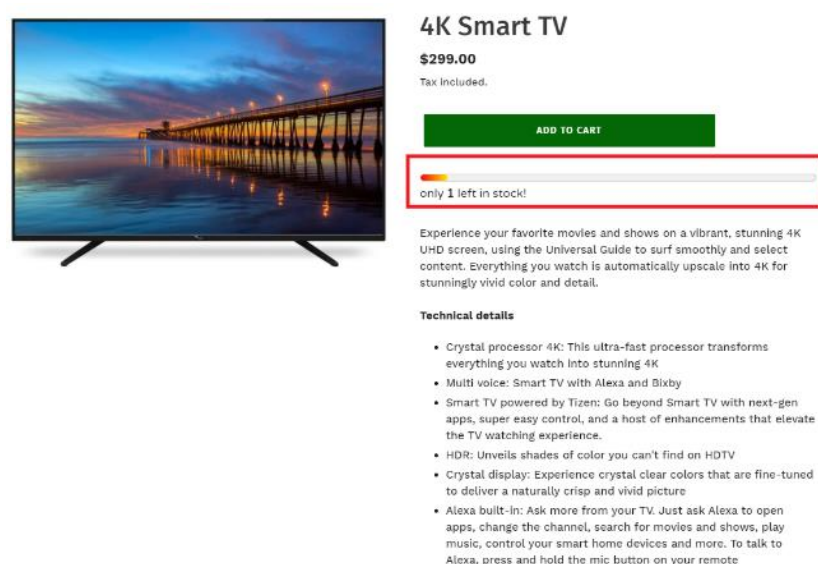 4K Smart TV
$299.00
Tax included.
ADD TO CART
only 1 left in stock!
Experience your favorite movies and shows on a vibrant, stunning 4K
UHD screen, using the Universal Guide to surf smoothly and select
content. Everything you watch is automatically upscale into 4K for
stunningly vivid color and detail.
Technical details
• Crystal processor 4K: This ultra-fast processor transforms
everything you watch into stunning 4K
• Multi voice: Smart TV with Alexa and Bixby
• Smart TV powered by Tizen: Go beyond Smart TV with next-gen
apps, super easy control, and a host of enhancements that elevate
the TV watching experience.
• HDR: Unveils shades of color you can't find on HDTV
• Crystal display: Experience crystal clear colors that are fine-tuned
to deliver a naturally crisp and vivid picture
• Alexa built-in: Ask more from your TV. Just ask Alexa to open
apps, change the channel, search for movies and shows, play
music, control your smart home devices and more. To talk to
Alexa, press and hold the mic button on your remote